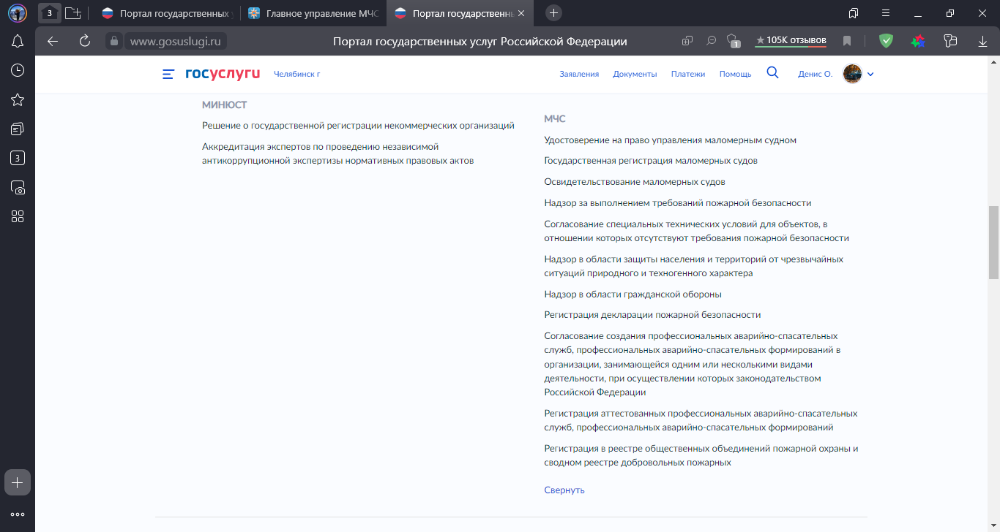 3
Портал государственных
Главное управление МЧС
Портал государственн
www.gosuslugi.ru
Портал государственных услуг Российской Федерации
1
★ 105K отзывов
3
госуслуги
Челябинск г
Заявления
Документы
Платежи
Помощь
Денис О.
МИНЮСТ
Решение о государственной регистрации некоммерческих организаций
Аккредитация экспертов по проведению независимой
антикоррупционной экспертизы нормативных правовых актов
МЧС
Удостоверение на право управления маломерным судном
Государственная регистрация маломерных судов
Освидетельствование маломерных судов
Надзор за выполнением требований пожарной безопасности
Согласование специальных технических условий для объектов, в
отношении которых отсутствуют требования пожарной безопасности
Надзор в области защиты населения и территорий от чрезвычайных
ситуаций природного и техногенного характера
Надзор в области гражданской обороны
Регистрация декларации пожарной безопасности
Согласование создания профессиональных аварийно-спасательных
служб, профессиональных аварийно-спасательных формирований в
организации, занимающейся одним или несколькими видами
деятельности, при осуществлении которых законодательством
Российской Федерации
Регистрация аттестованных профессиональных аварийно-спасательных
служб, профессиональных аварийно-спасательных формирований
Регистрация в реестре общественных объединений пожарной охраны и
сводном реестре добровольных пожарных
Свернуть